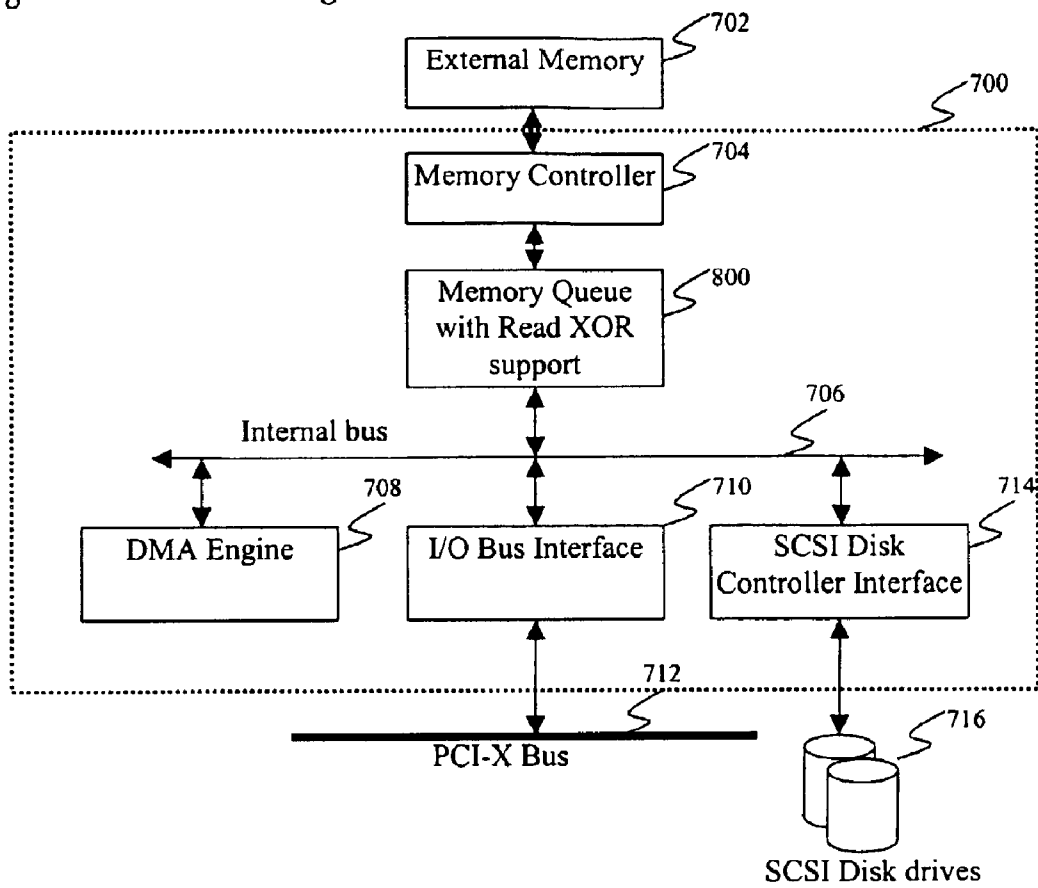 702
External Memory
700
704
Memory Controller
800
Memory Queue
with Read XOR
support
706
Internal bus
708
710
714
DMA Engine
I/O Bus Interface
SCSI Disk
Controller Interface
712
716
PCI-X Bus
SCSI Disk drives